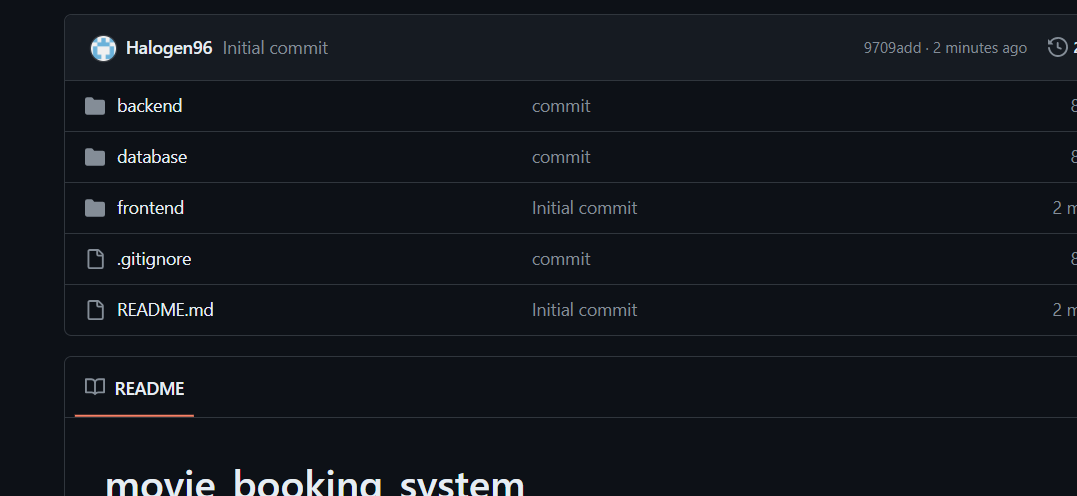 Halogen96 Initial commit 9709add · 2 minutes ago 2
backend commit 8
database commit 8
frontend Initial commit 2 m
.gitignore commit 8
README.md Initial commit 2 m
README
movie_booking_system